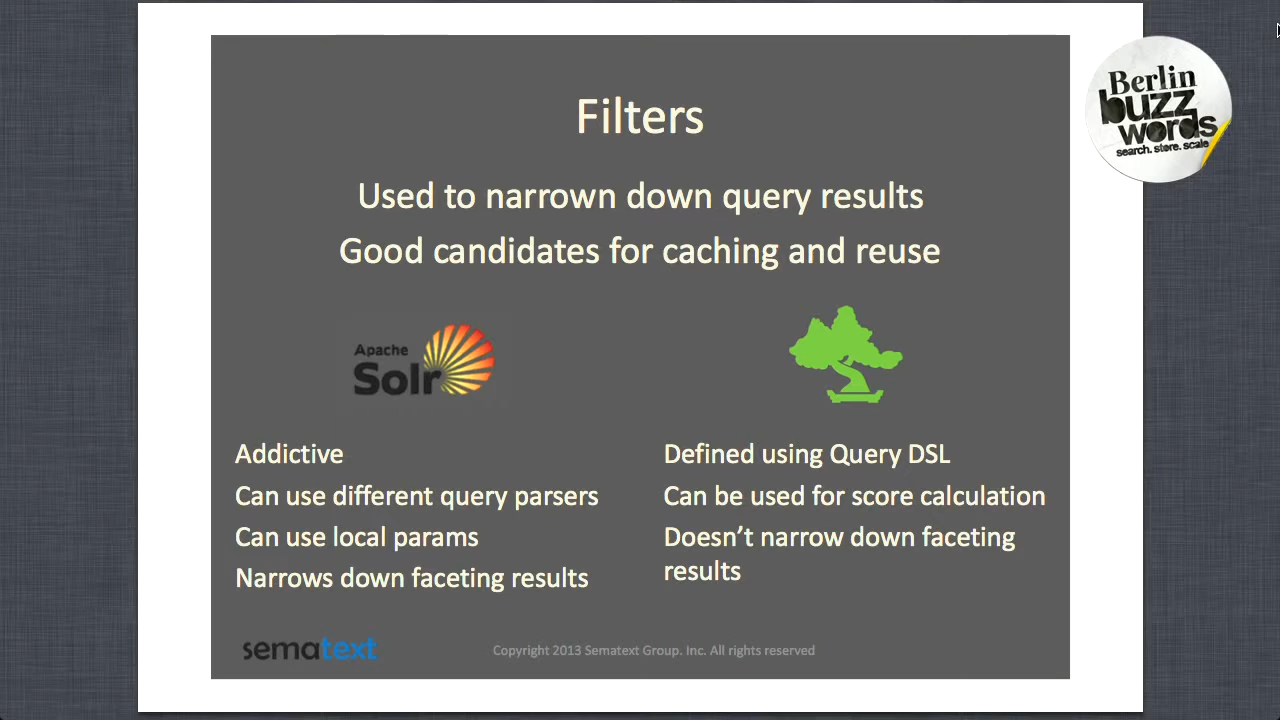 Berlin
buzz
words
search. store. scale
Filters
Used to narrown down query results
Good candidates for caching and reuse
Apache
Solr
Addictive
Can use different query parsers
Can use local params
Narrows down faceting results
Defined using Query DSL
Can be used for score calculation
Doesn’t narrow down faceting
results
sematext
Copyright 2013 Sematext Group. Inc. All rights reserved